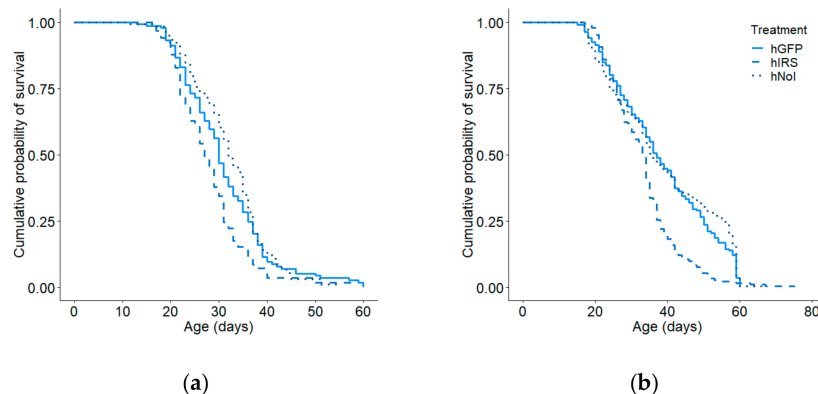 Cumulative probability of survival
1.00
0.75
0.50
0.25
0.00
0 10 20 30 40 50 60
Age (days)
(a)
Cumulative probability of survival
1.00
0.75
0.50
0.25
0.00
0 20 40 60 80
Age (days)
Treatment
hGFP
hIRS
hNoI
(b)